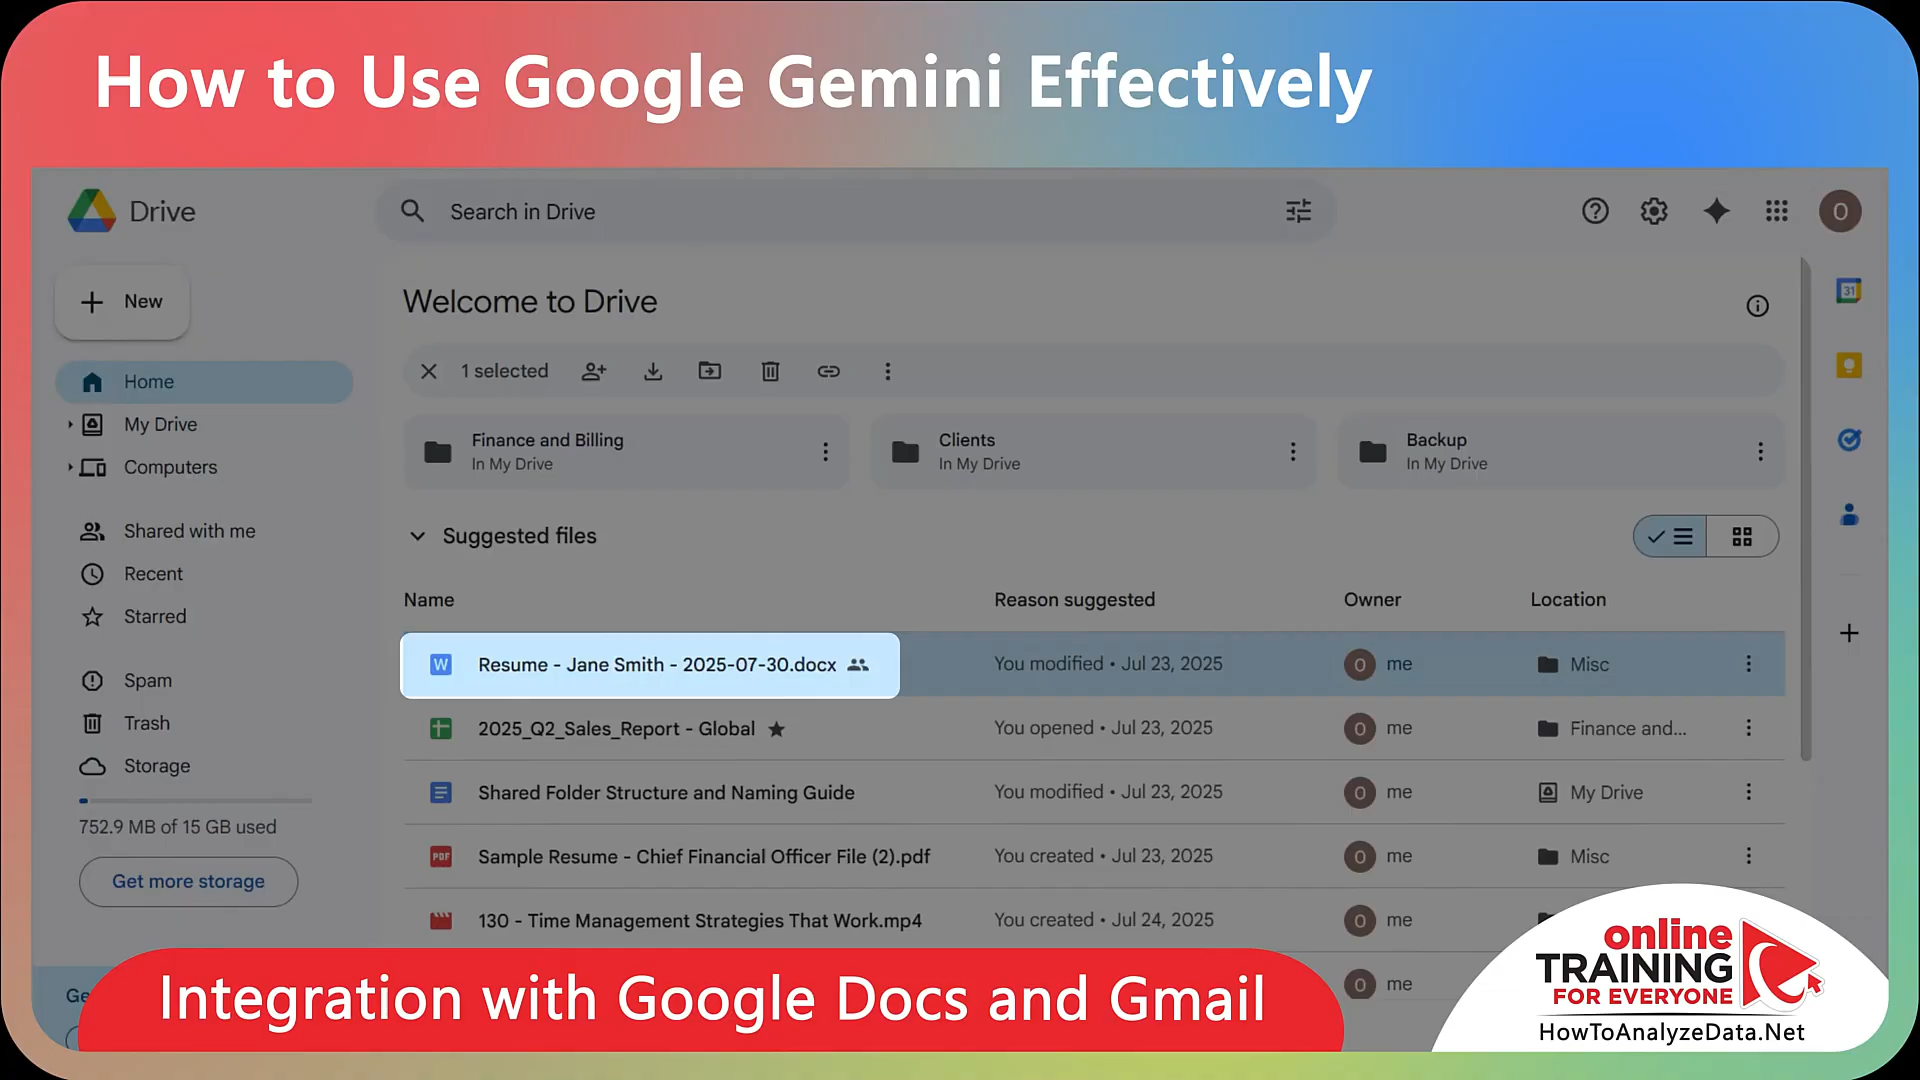 How to Use Google Gemini Effectively
Drive
Search in Drive
O
New
Welcome to Drive
31
1 selected
Home
My Drive
Computers
Finance and Billing
In My Drive
Clients
In My Drive
Backup
In My Drive
Shared with me
Recent
Starred
Suggested files
Spam
Trash
Storage
752.9 MB of 15 GB used
Get more storage
Name Reason suggested Owner Location
W Resume - Jane Smith - 2025-07-30.docx You modified • Jul 23, 2025 O me Misc
2025_Q2_Sales_Report - Global You opened • Jul 23, 2025 O me Finance and...
Shared Folder Structure and Naming Guide You modified • Jul 23, 2025 O me My Drive
PDF Sample Resume - Chief Financial Officer File (2).pdf You created • Jul 23, 2025 O me Misc
130 - Time Management Strategies That Work.mp4 You created • Jul 24, 2025 O me
O me
Integration with Google Docs and Gmail
online
TRAINING
FOR EVERYONE
HowToAnalyzeData.Net